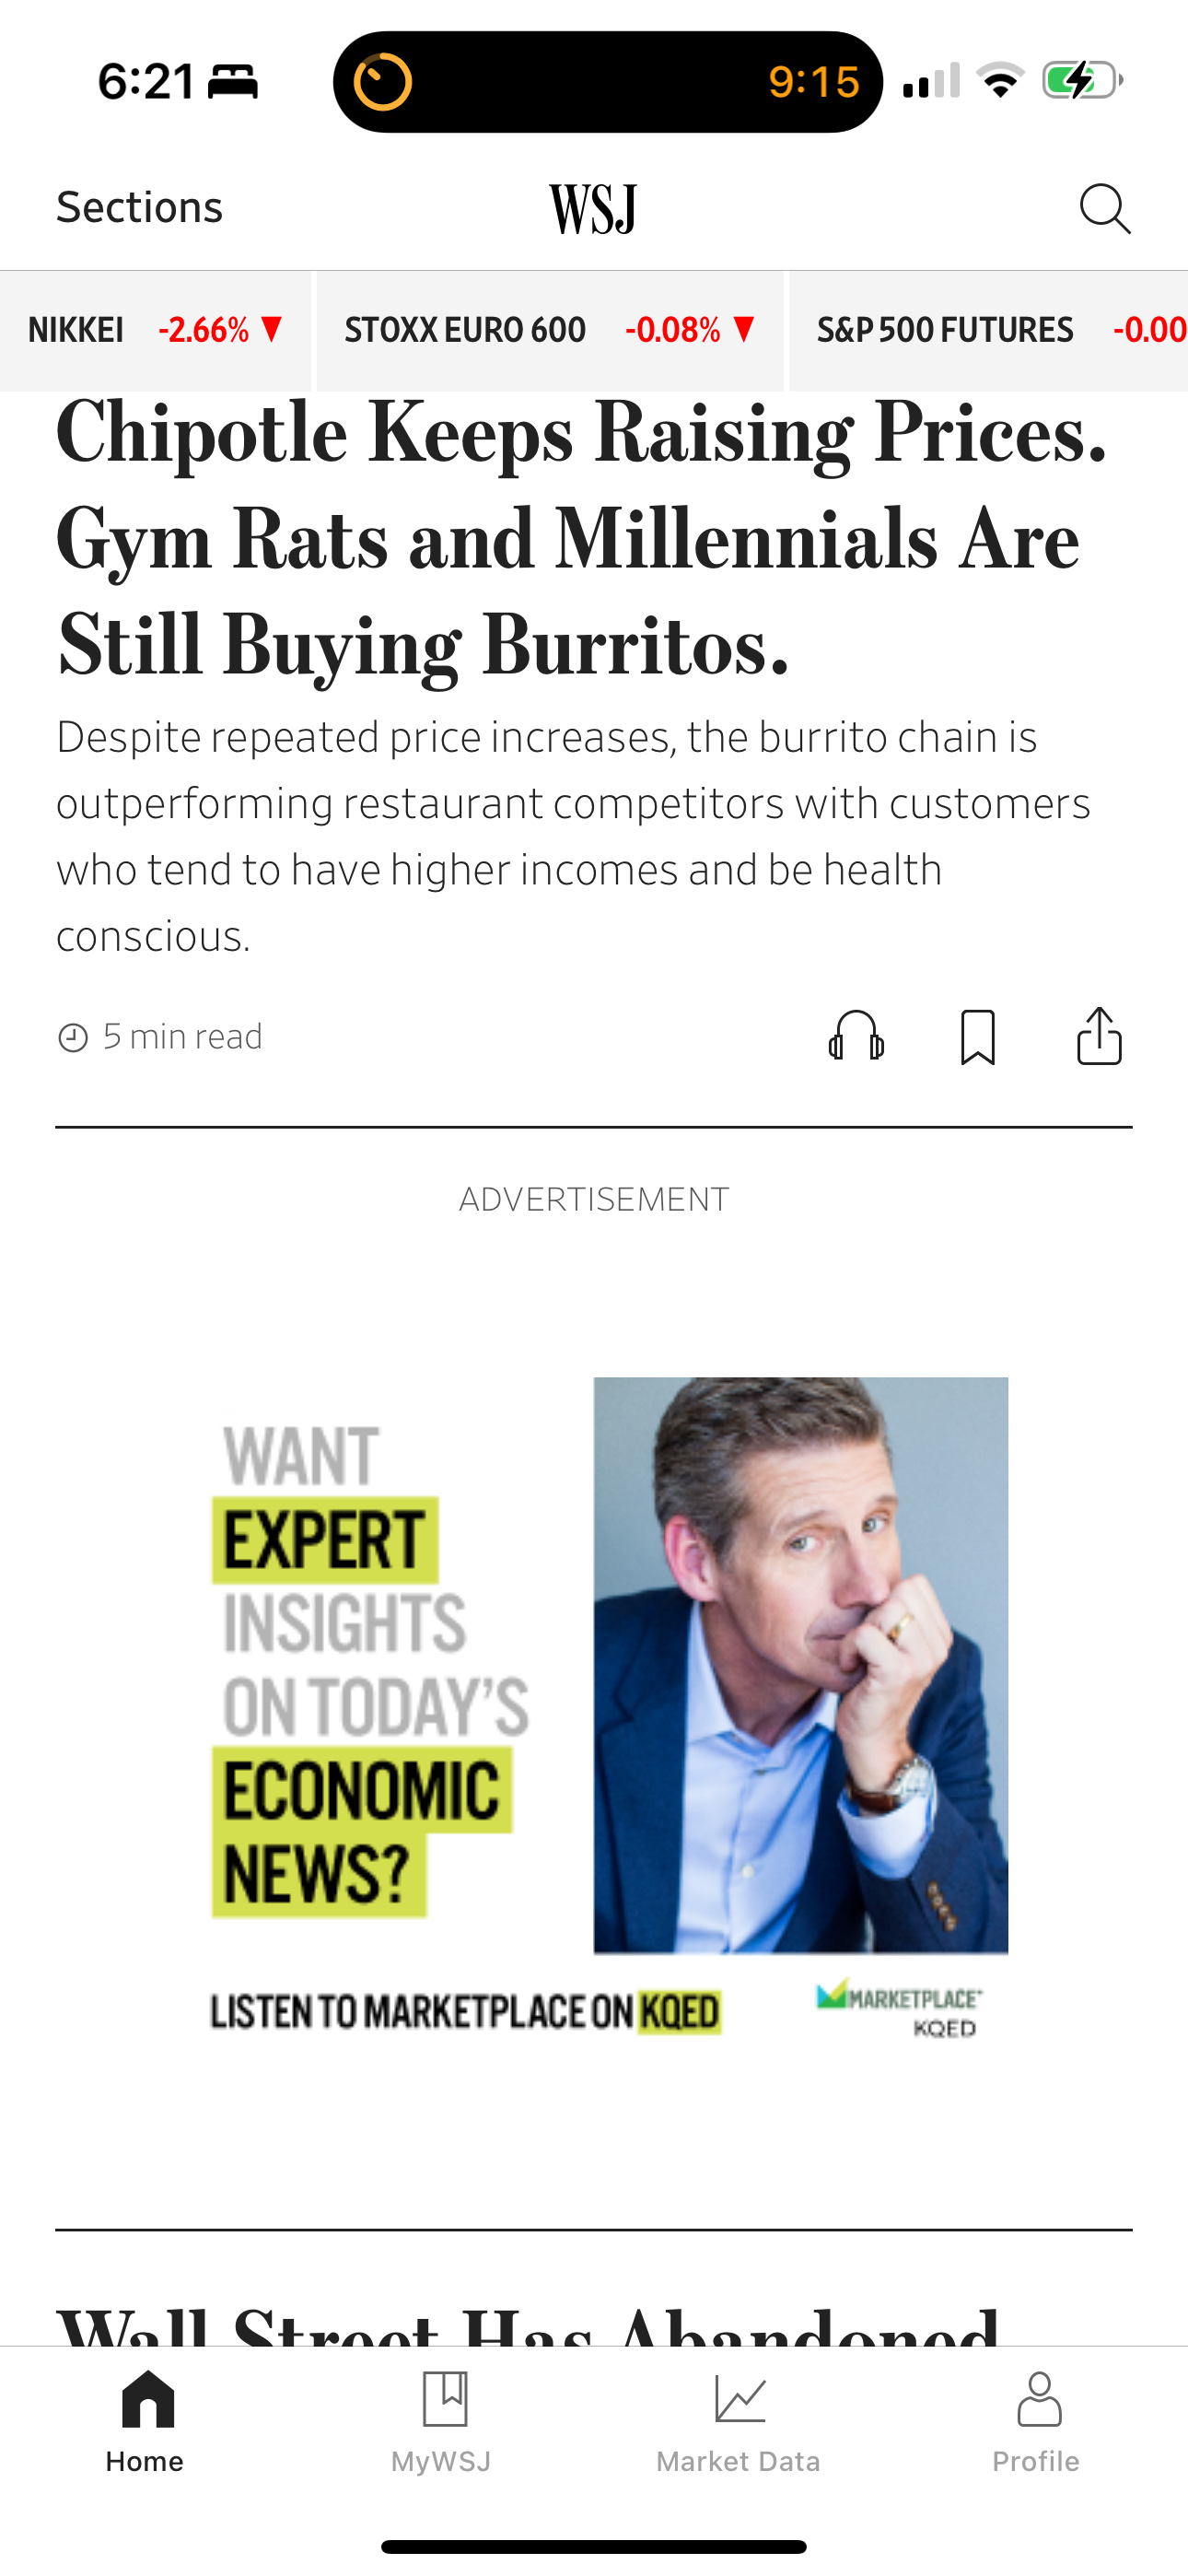 6:21
9:15
Sections
WSJ
NIKKEI -2.66% ▼ STOXX EURO 600 -0.08% ▼ S&P 500 FUTURES -0.00
Chipotle Keeps Raising Prices.
Gym Rats and Millennials Are
Still Buying Burritos.
Despite repeated price increases, the burrito chain is
outperforming restaurant competitors with customers
who tend to have higher incomes and be health
conscious.
5 min read
ADVERTISEMENT
WANT
EXPERT
INSIGHTS
ON TODAY'S
ECONOMIC
NEWS?
LISTEN TO MARKETPLACE ON KQED
MARKETPLACE
KQED
Wall Street Has Abandoned
Home MyWSJ Market Data Profile